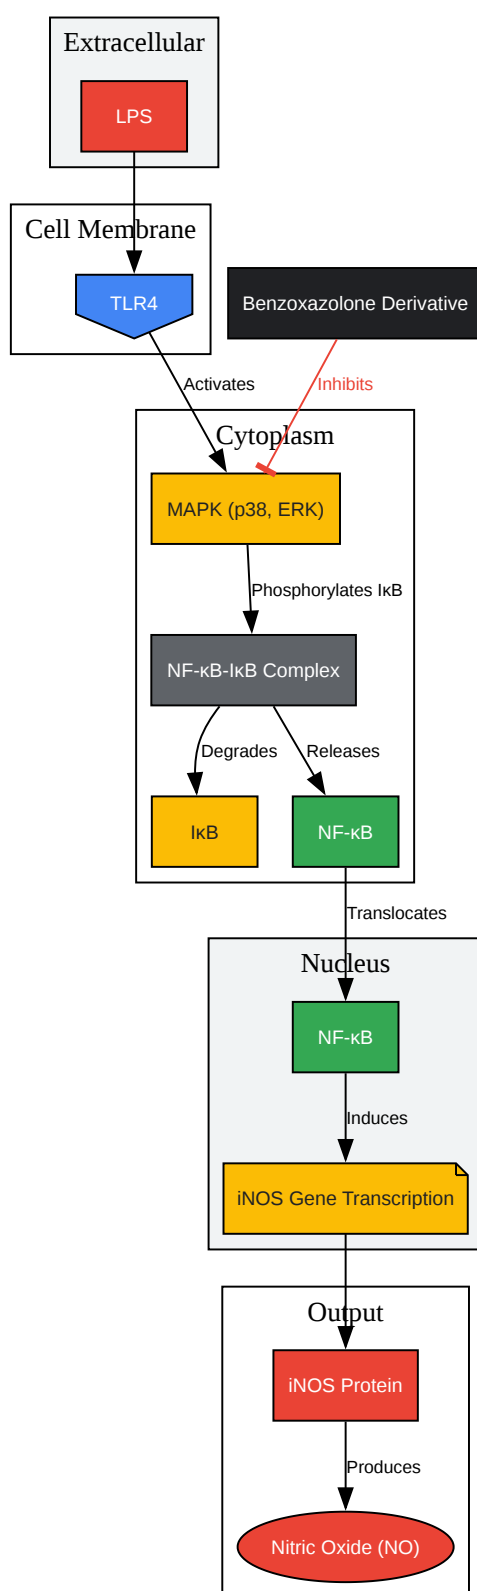 Extracellular
LPS
Cell Membrane
TLR4
Benzoxazolone Derivative
Activates
Inhibits
Cytoplasm
MAPK (p38, ERK)
Phosphorylates IκB
NF-κB-IκB Complex
Degrades
Releases
IκB
NF-κB
Translocates
Nucleus
NF-κB
Induces
iNOS Gene Transcription
Output
iNOS Protein
Produces
Nitric Oxide (NO)